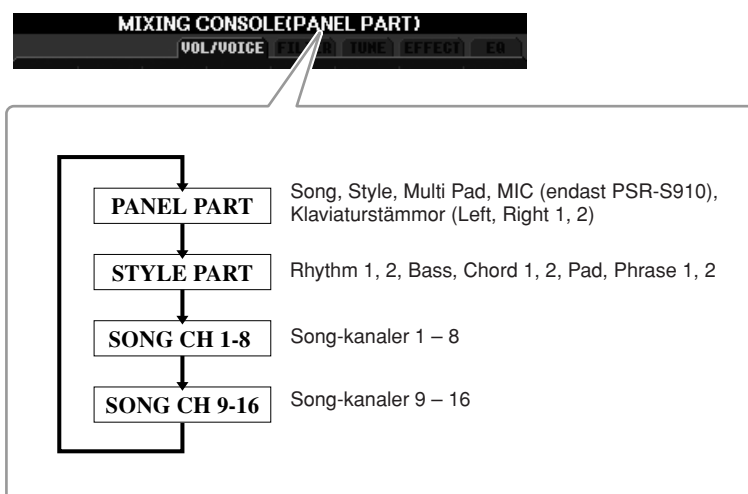 MIXING CONSOLE(PANEL PART)
VOL/VOICE FILTER TUNE EFFECT EQ
PANEL PART
Song, Style, Multi Pad, MIC (endast PSR-S910),
Klaviaturstämmor (Left, Right 1, 2)
STYLE PART
Rhythm 1, 2, Bass, Chord 1, 2, Pad, Phrase 1, 2
SONG CH 1-8
Song-kanaler 1 – 8
SONG CH 9-16
Song-kanaler 9 – 16